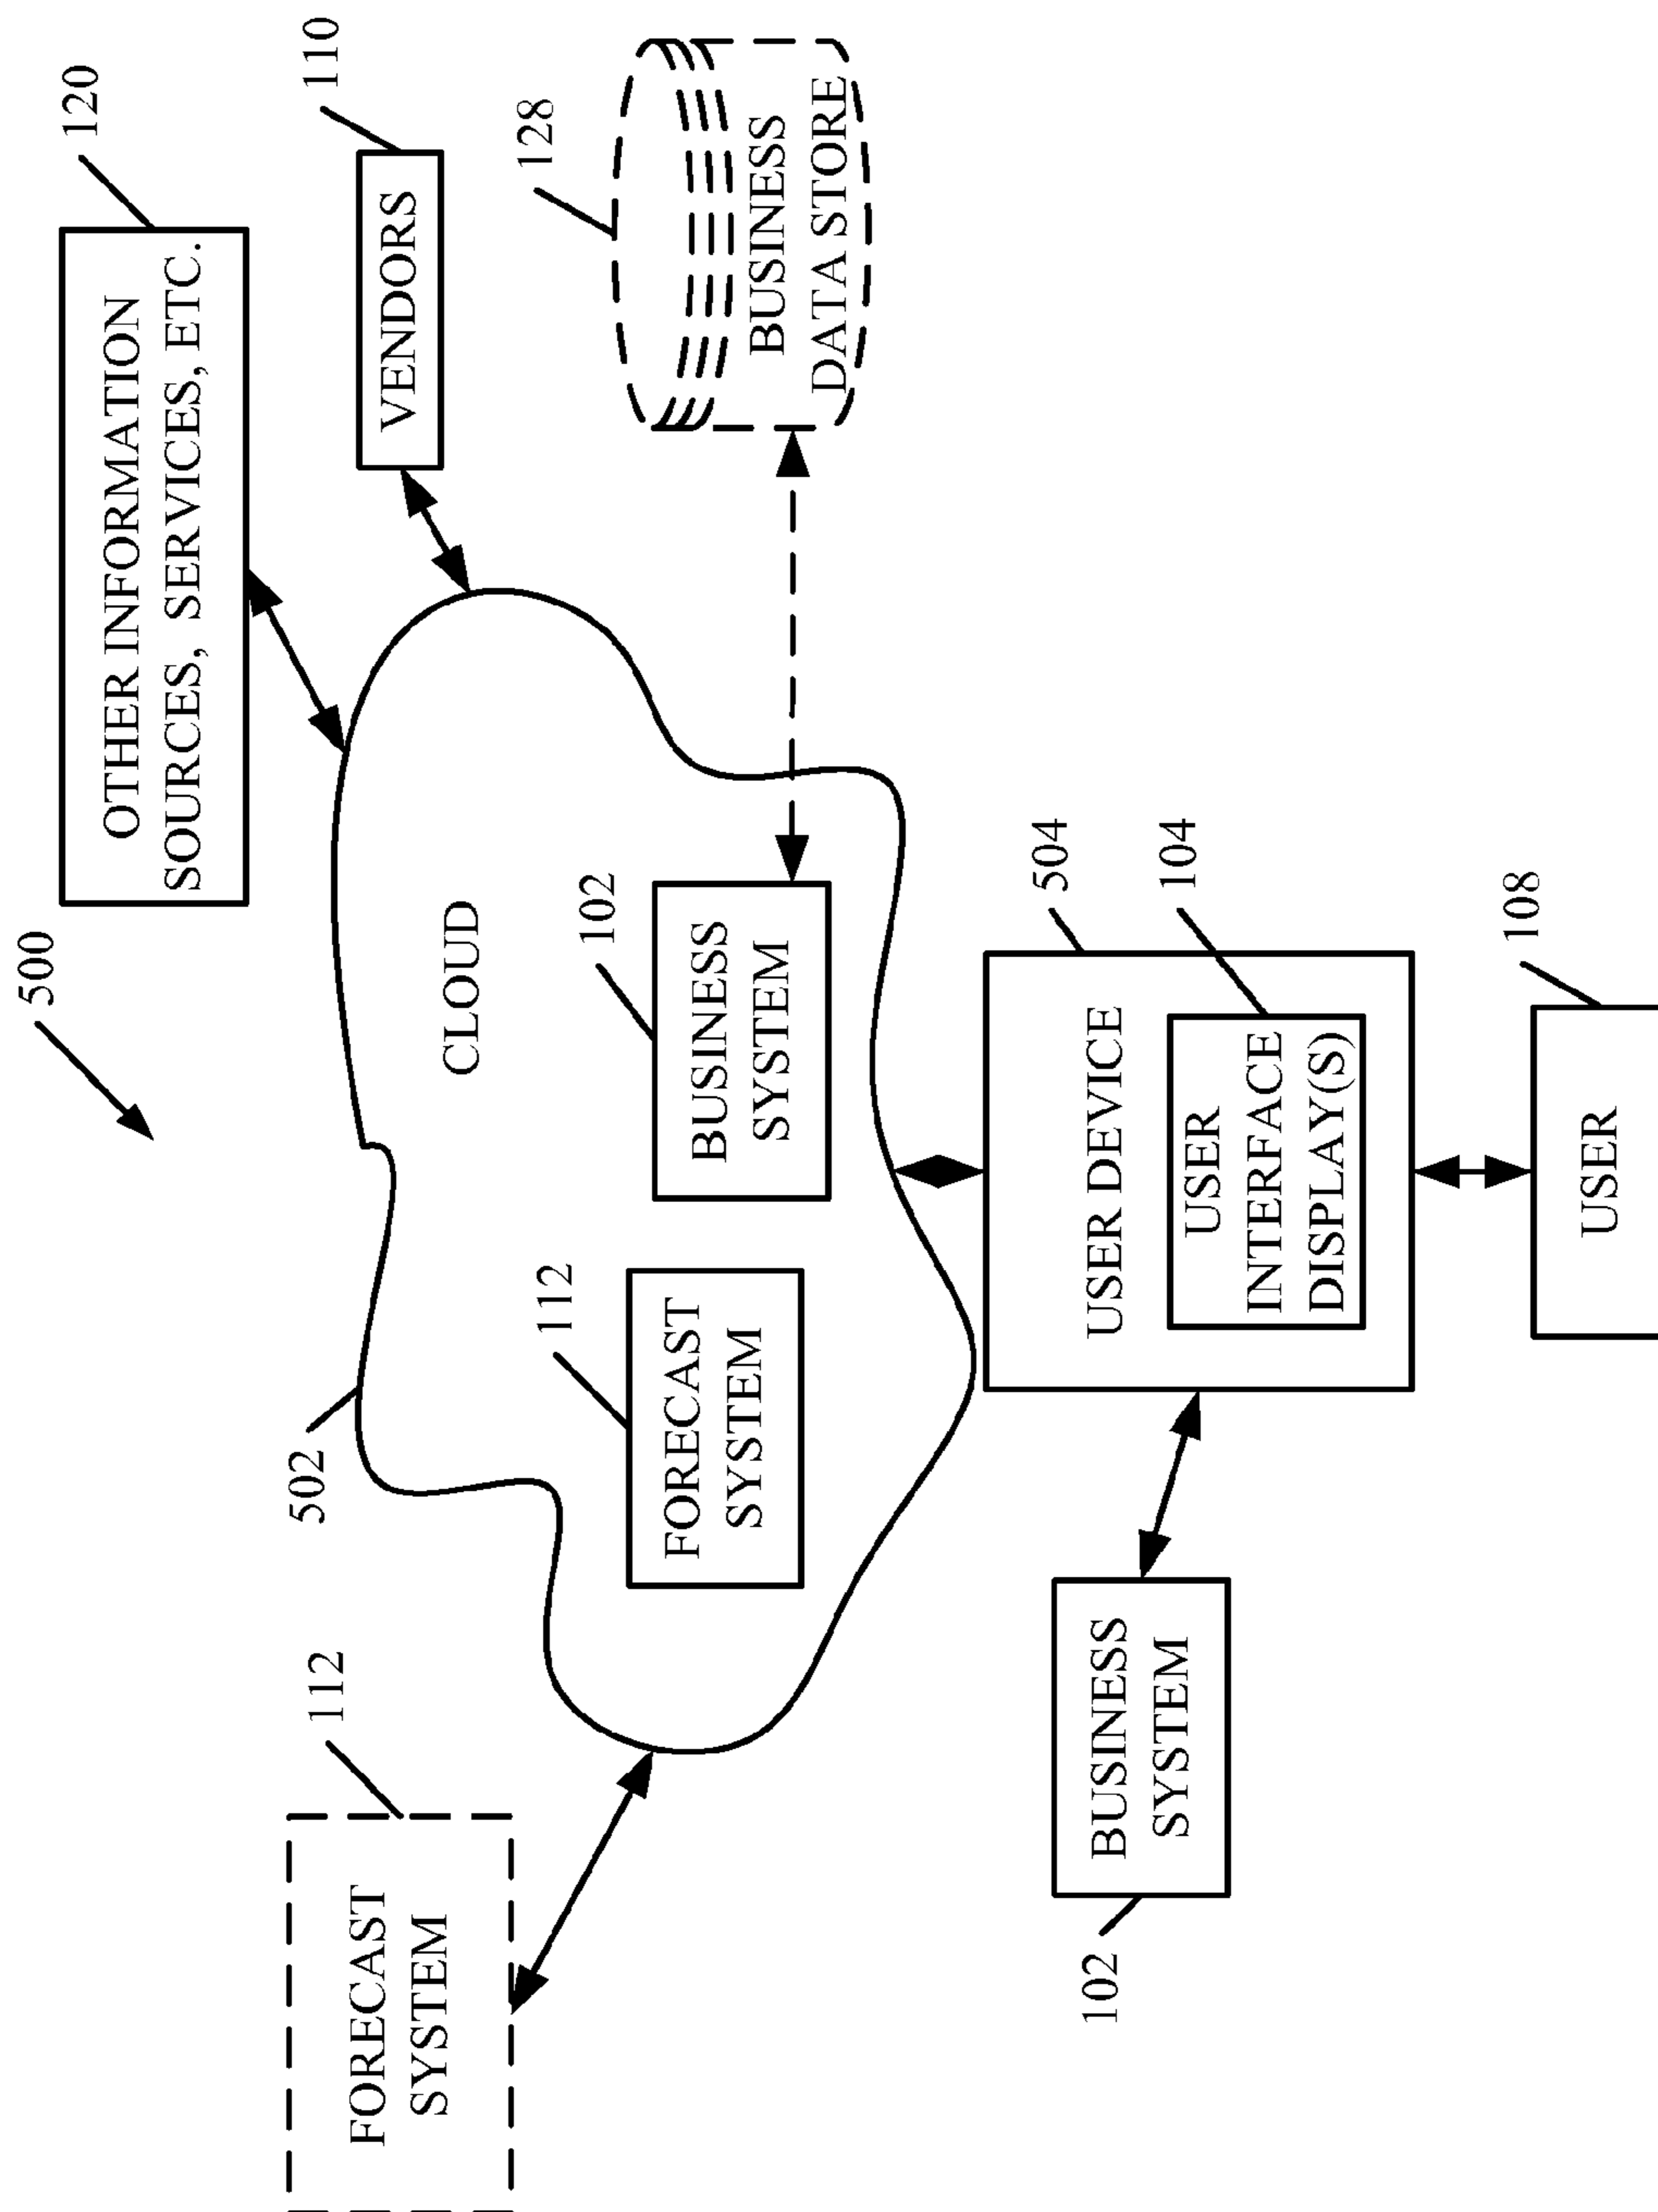 500
120
OTHER INFORMATION
SOURCES, SERVICES, ETC.
112
FORECAST
SYSTEM
502
110
VENDORS
CLOUD
128
BUSINESS
DATA STORE
112
FORECAST
SYSTEM
102
BUSINESS
SYSTEM
504
USER DEVICE
104
USER
INTERFACE
DISPLAY(S)
102
BUSINESS
SYSTEM
108
USER